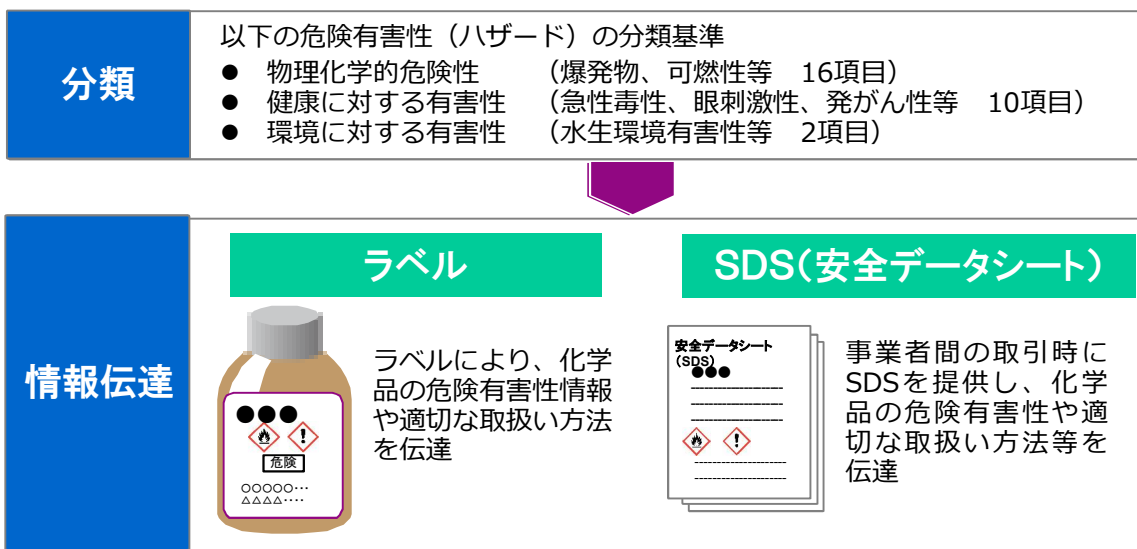 分類
以下の危険有害性（ハザード）の分類基準
● 物理化学的危険性　（爆発物、可燃性等　16項目）
● 健康に対する有害性　（急性毒性、眼刺激性、発がん性等　10項目）
● 環境に対する有害性　（水生環境有害性等　2項目）
情報伝達
ラベル
●●●
危険
○○○○○…
△△△△….
ラベルにより、化学
品の危険有害性情報
や適切な取扱い方法
を伝達
SDS(安全データシート)
安全データシート
(SDS)
●●●
事業者間の取引時に
SDSを提供し、化学
品の危険有害性や適
切な取扱い方法等を
伝達